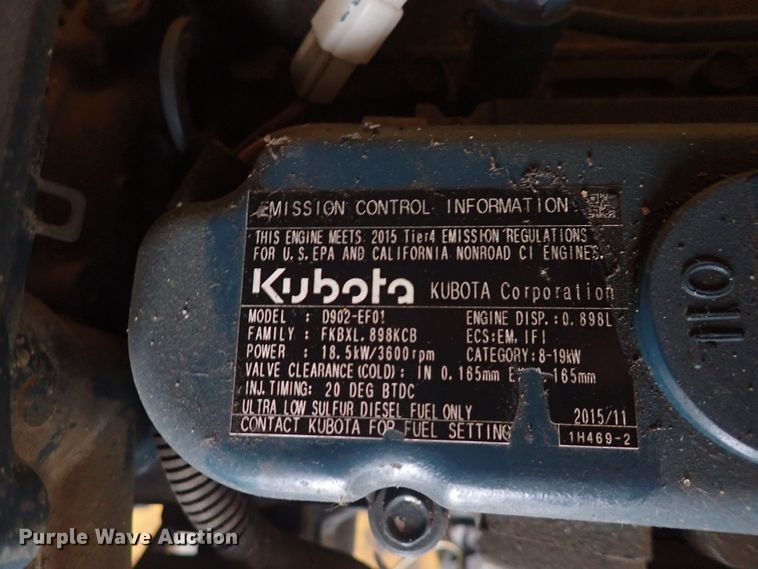 EMISSION CONTROL INFORMATION
THIS ENGINE MEETS 2015 Tier4 EMISSION REGULATIONS
FOR U.S. EPA AND CALIFORNIA NONROAD CI ENGINES.
Kubota KUBOTA Corporation
MODEL : D902-EF01 ENGINE DISP.:0.898L
FAMILY : FKBXL.898KCB ECS:EM,IFI
POWER : 18.5kW/3600rpm CATEGORY:8-19kW
VALVE CLEARANCE(COLD): IN 0.165mm E 165mm
INJ.TIMING: 20 DEG BTDC
ULTRA LOW SULFUR DIESEL FUEL ONLY 2015/11
CONTACT KUBOTA FOR FUEL SETTING 1H469-2
OIL
Purple Wave Auction